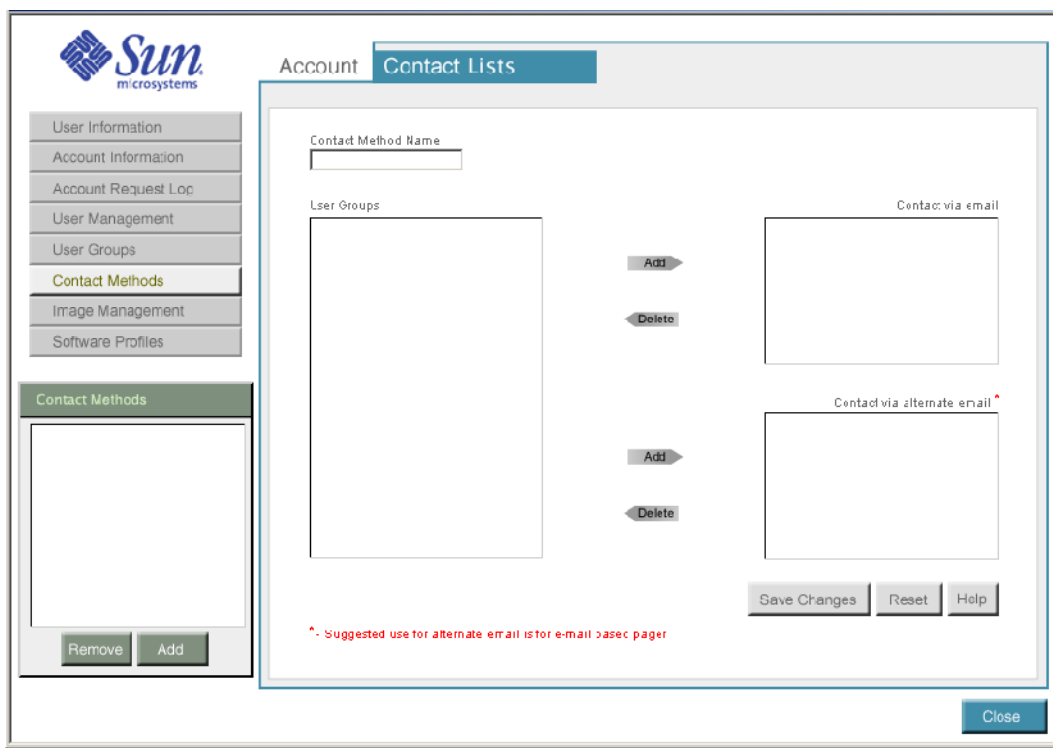 Sun
microsystems
Account
Contact Lists
User Information
Account Information
Account Request Log
User Management
User Groups
Contact Methods
Image Management
Software Profiles
Contact Methods
Remove
Add
Contact Method Name
User Groups
Contact via email
Add
Delete
Contact via alternate email *
Add
Delete
Save Changes
Reset
Help
*- Suggested use for alternate email is for e-mail based pager
Close